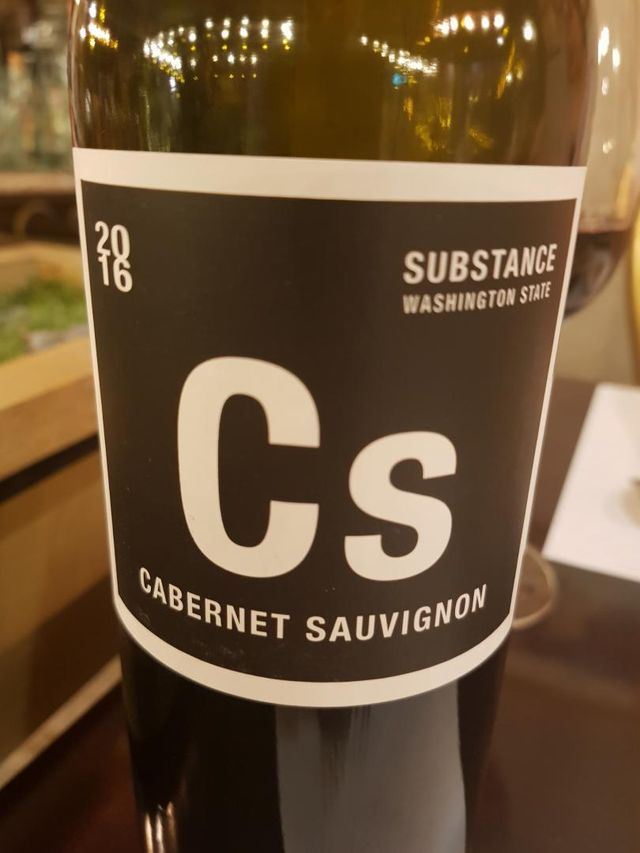 20
16
SUBSTANCE
WASHINGTON STATE
Cs
CABERNET SAUVIGNON